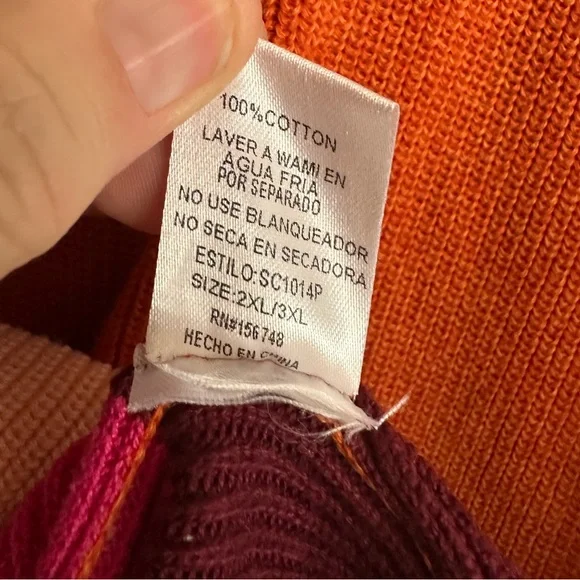 100%COTTON
LAVER A WAMI EN
AGUA FRIA
POR SEPARADO
NO USE BLANQUEADOR
NO SECA EN SECADORA
ESTILO:SC1014P
SIZE:2XL/3XL
RN#156748
HECHO EN CHINA